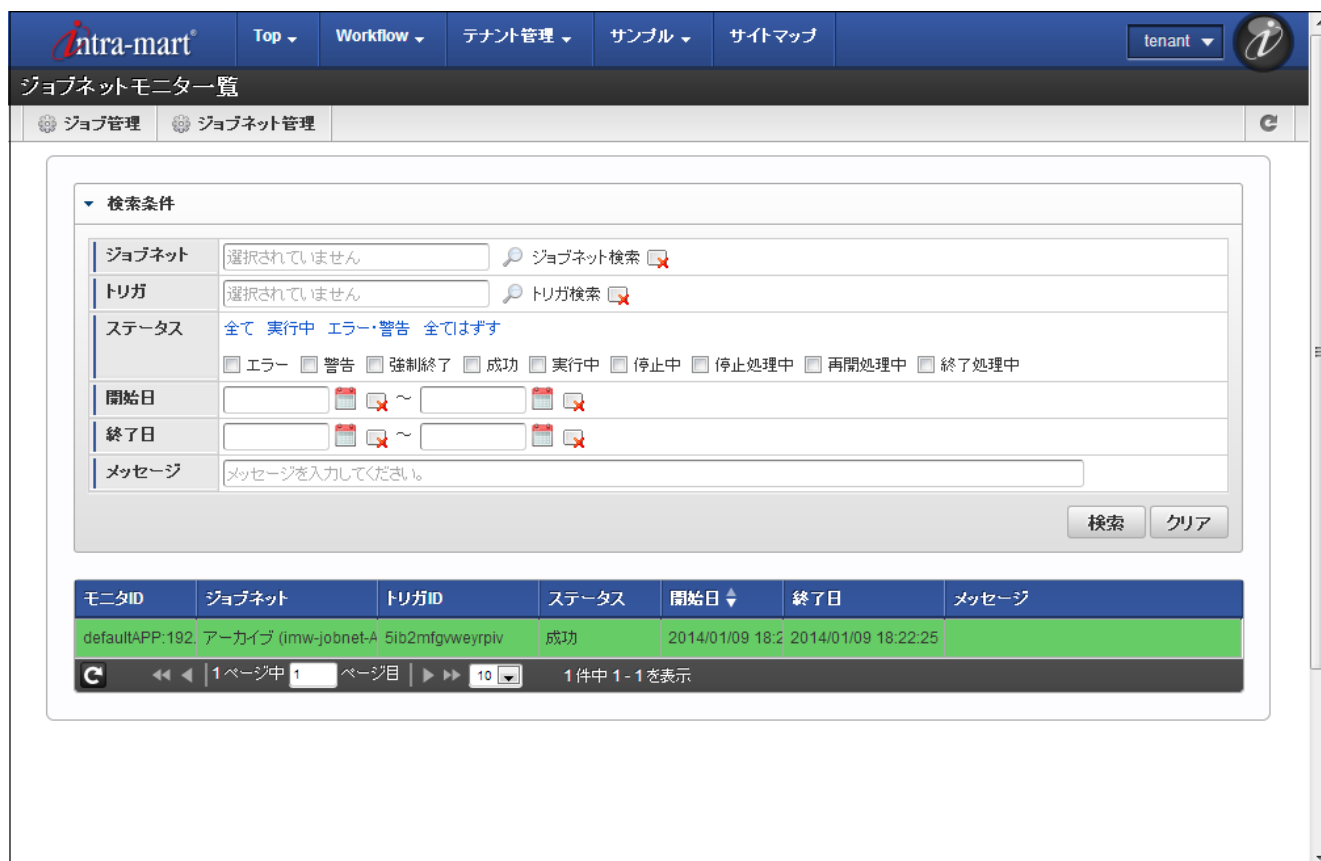 intra-mart® Top Workflow テナント管理 サンプル サイトマップ tenant
ジョブネットモニター一覧
ジョブ管理 ジョブネット管理
検索条件
ジョブネット 選択されていません ジョブネット検索
トリガ 選択されていません トリガ検索
ステータス 全て 実行中 エラー・警告 全てはずす
エラー 警告 強制終了 成功 実行中 停止中 停止処理中 再開処理中 終了処理中
開始日 ～
終了日 ～
メッセージ メッセージを入力してください。
検索 クリア
モニタID ジョブネット トリガID ステータス 開始日 終了日 メッセージ
defaultAPP:192. アーカイブ (imw-jobnet-A 5ib2mfgvweyrpiv 成功 2014/01/09 18:2 2014/01/09 18:22:25
1 ページ中 1 ページ目 10 1 件中 1 - 1 を表示